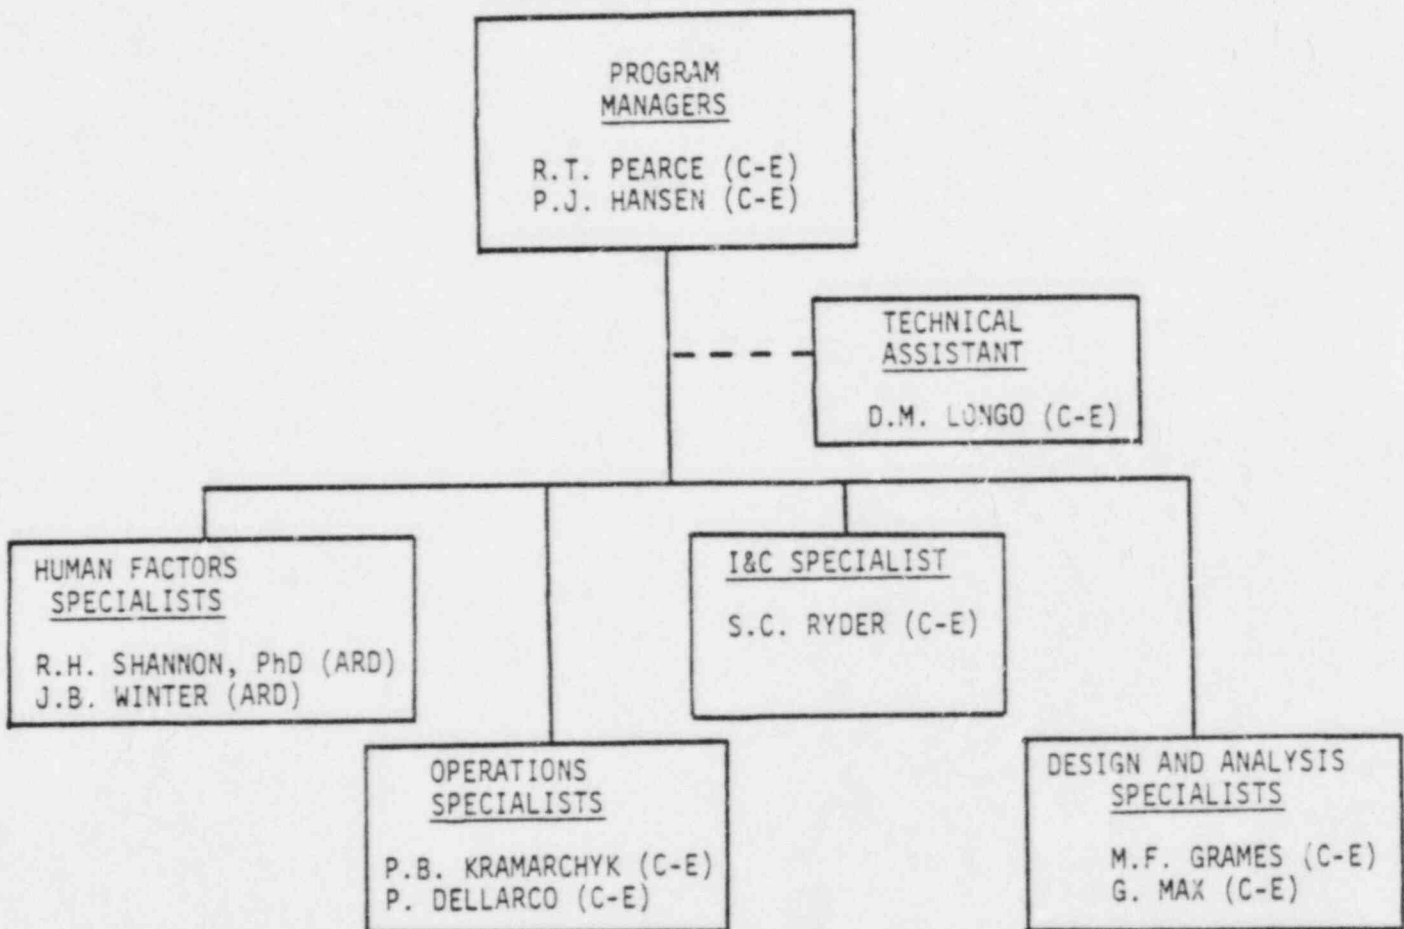 PROGRAM
MANAGERS
R.T. PEARCE (C-E)
P.J. HANSEN (C-E)
TECHNICAL
ASSISTANT
D.M. LONGO (C-E)
HUMAN FACTORS
SPECIALISTS
R.H. SHANNON, PhD (ARD)
J.B. WINTER (ARD)
OPERATIONS
SPECIALISTS
P.B. KRAMARCHYK (C-E)
P. DELLARCO (C-E)
I&C SPECIALIST
S.C. RYDER (C-E)
DESIGN AND ANALYSIS
SPECIALISTS
M.F. GRAMES (C-E)
G. MAX (C-E)